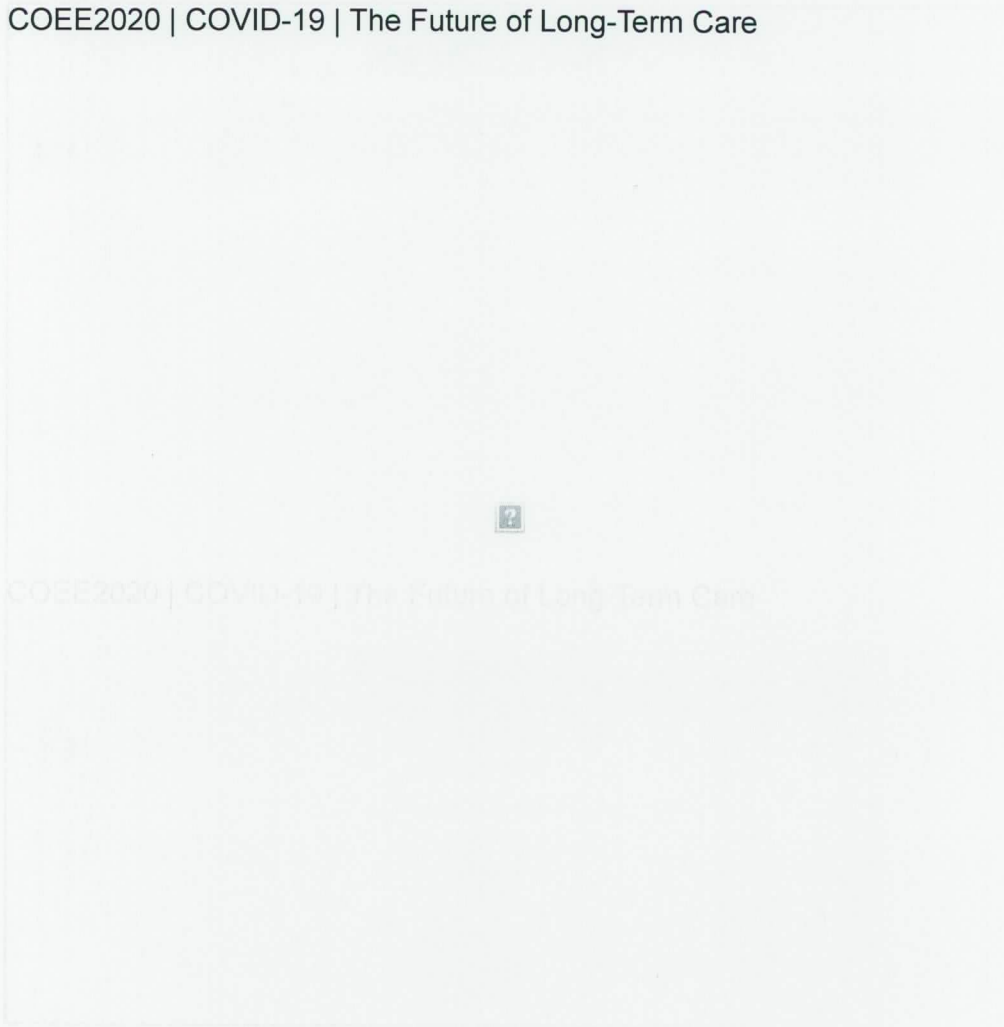 COEE2020 | COVID-19 | The Future of Long-Term Care
?
COEE2020 | COVID-19 | The Future of Long-Term Care